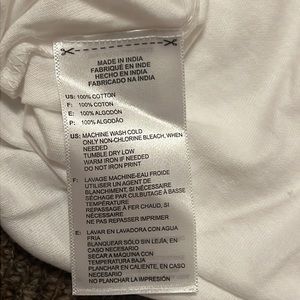 MADE IN INDIA
FABRIQUÉ EN INDE
HECHO EN INDIA
FABRICADO NA ÍNDIA
US: 100% COTTON
F: 100% COTON
E: 100% ALGODÓN
P: 100% ALGODÃO
US: MACHINE WASH COLD
ONLY NON-CHLORINE BLEACH, WHEN
NEEDED
TUMBLE DRY LOW
WARM IRON IF NEEDED
DO NOT IRON PRINT
F: LAVAGE MACHINE-EAU FROIDE
UTILISER UN AGENT DE
BLANCHIMENT, SI NÉCESSAIRE
SÉCHAGE PAR CULBUTAGE À BASSE
TEMPÉRATURE
REPASSAGE À FER CHAUD, SI
NÉCESSAIRE
NE PAS REPASSER IMPRIMER
E: LAVAR EN LAVADORA CON AGUA
FRIA
BLANQUEAR SÓLO SIN LEJÍA, EN
CASO NECESARIO
SECAR A MÁQUINA CON
TEMPERATURA BAJA
PLANCHAR EN CALIENTE, EN CASO
NECESARIO
NO PLANCHAR LA IMPRESIÓN